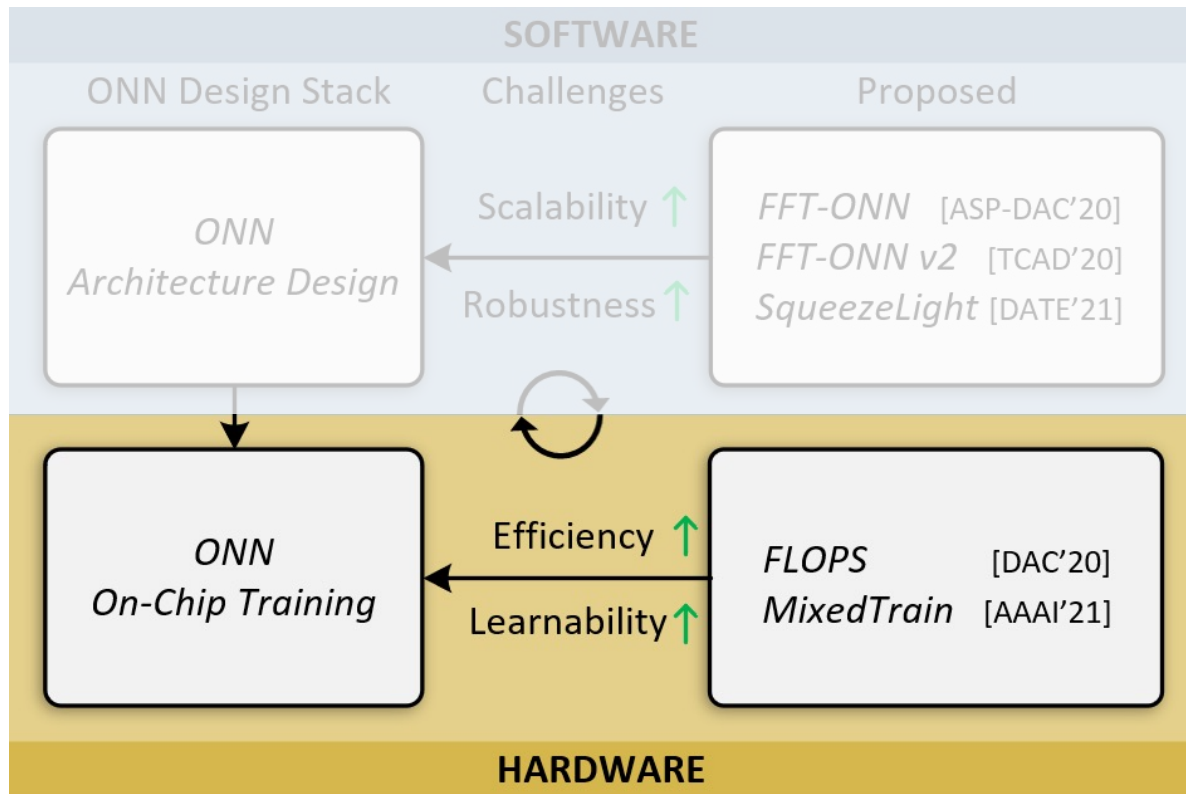 SOFTWARE
ONN Design Stack Challenges Proposed
ONN
Architecture Design
Scalability ↑
Robustness ↑
FFT-ONN [ASP-DAC’20]
FFT-ONN v2 [TCAD’20]
SqueezeLight [DATE’21]
ONN
On-Chip Training
Efficiency ↑
Learnability ↑
FLOPS [DAC’20]
MixedTrain [AAAI’21]
HARDWARE